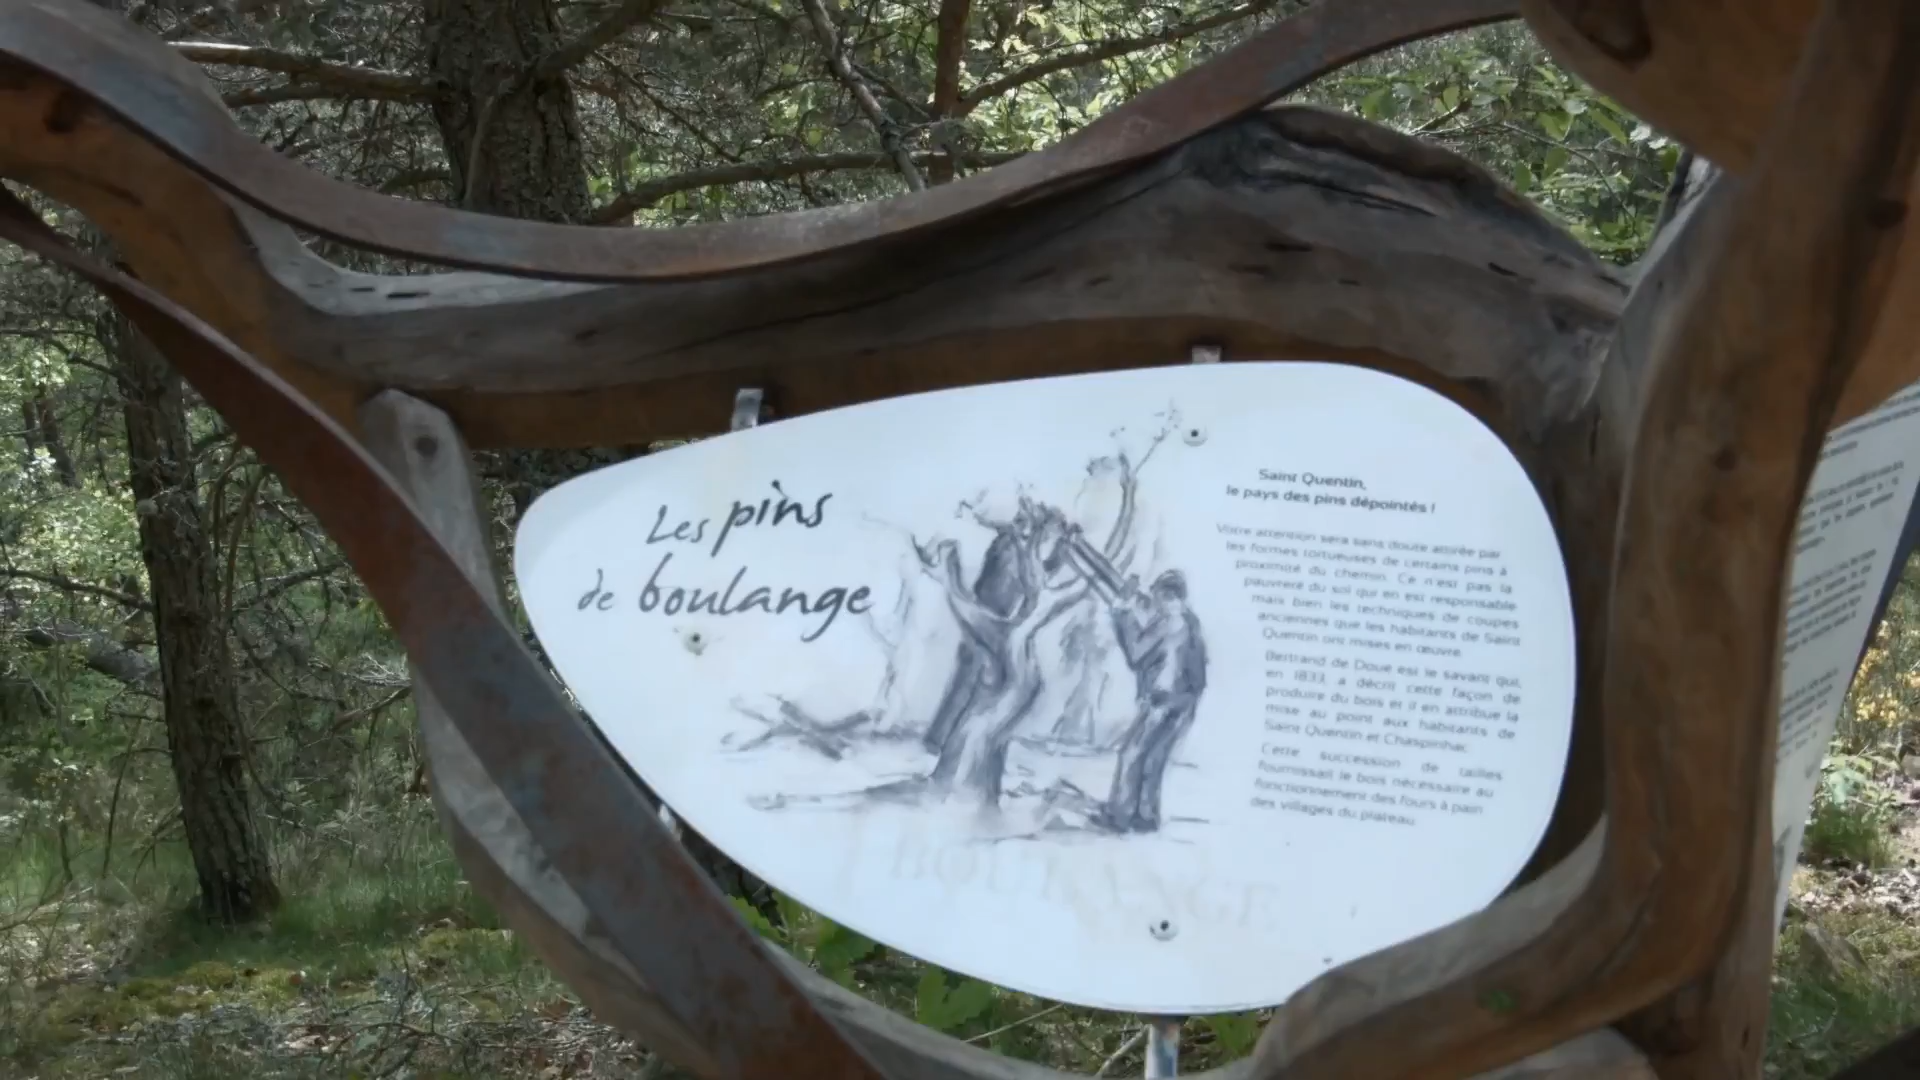 Les pins
de boulange
Saint Quentin,
le pays des pins dépointés !
Votre attention sera sans doute attirée par
les formes tortueuses de certains pins à
proximité du chemin. Ce n'est pas la
pauvreté du sol qui en est responsable
mais bien les techniques de coupes
anciennes que les habitants de Saint
Quentin ont mises en œuvre.
Bertrand de Doue est le savant qui,
en 1833, a décrit cette façon de
produire du bois et il en attribue la
mise au point aux habitants de
Saint Quentin et Chaspinhac.
Cette succession de tailles
fournissait le bois nécessaire au
fonctionnement des fours à pain
des villages du plateau.
BOULANGE